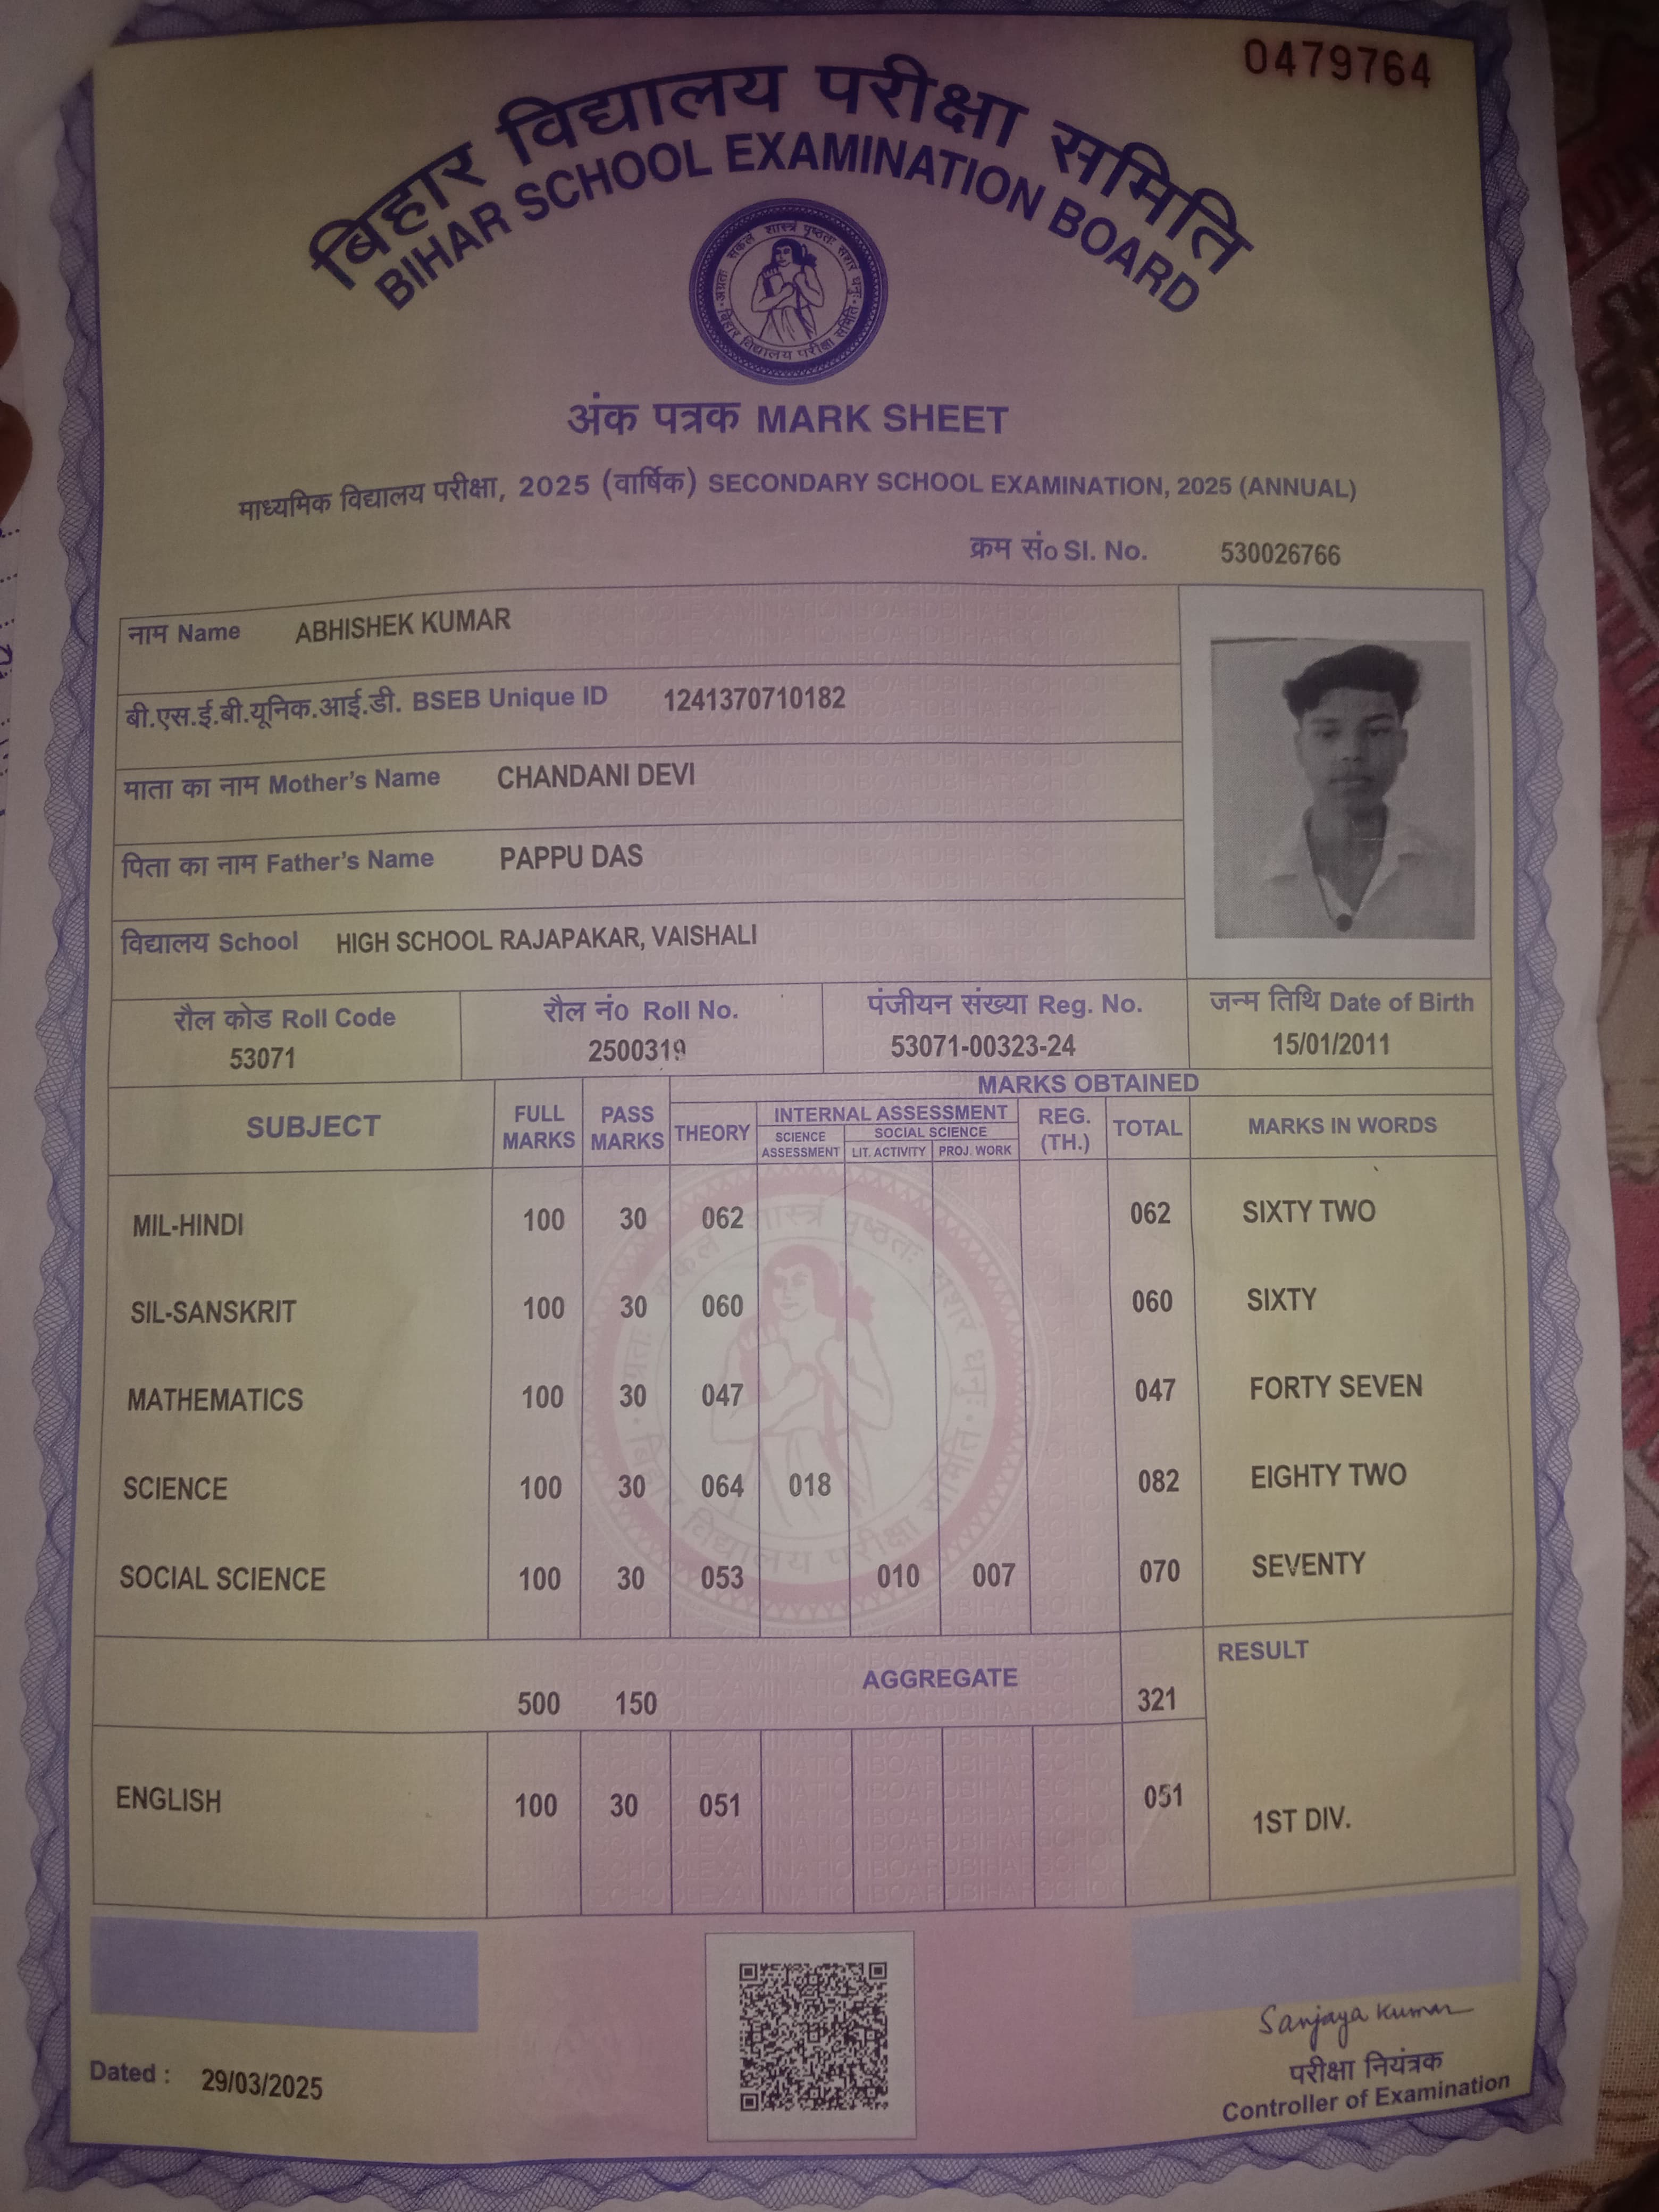 0479764
बिहार विद्यालय परीक्षा समिति
BIHAR SCHOOL EXAMINATION BOARD
अंक पत्रक MARK SHEET
माध्यमिक विद्यालय परीक्षा, 2025 (वार्षिक) SECONDARY SCHOOL EXAMINATION, 2025 (ANNUAL)
क्रम सं० Sl. No. 530026766
नाम Name ABHISHEK KUMAR
बी.एस.ई.बी.यूनिक.आई.डी. BSEB Unique ID 1241370710182
माता का नाम Mother's Name CHANDANI DEVI
पिता का नाम Father's Name PAPPU DAS
विद्यालय School HIGH SCHOOL RAJAPAKAR, VAISHALI
रौल कोड Roll Code रौल नं० Roll No. पंजीयन संख्या Reg. No. जन्म तिथि Date of Birth
53071 2500319 53071-00323-24 15/01/2011
MARKS OBTAINED
SUBJECT FULL MARKS PASS MARKS THEORY INTERNAL ASSESSMENT REG. (TH.) TOTAL MARKS IN WORDS
SCIENCE ASSESSMENT SOCIAL SCIENCE
LIT. ACTIVITY PROJ. WORK
MIL-HINDI 100 30 062 062 SIXTY TWO
SIL-SANSKRIT 100 30 060 060 SIXTY
MATHEMATICS 100 30 047 047 FORTY SEVEN
SCIENCE 100 30 064 018 082 EIGHTY TWO
SOCIAL SCIENCE 100 30 053 010 007 070 SEVENTY
RESULT
500 150 AGGREGATE 321
ENGLISH 100 30 051 051
1ST DIV.
Sanjaya Kumar
Dated : 29/03/2025
परीक्षा नियंत्रक
Controller of Examination